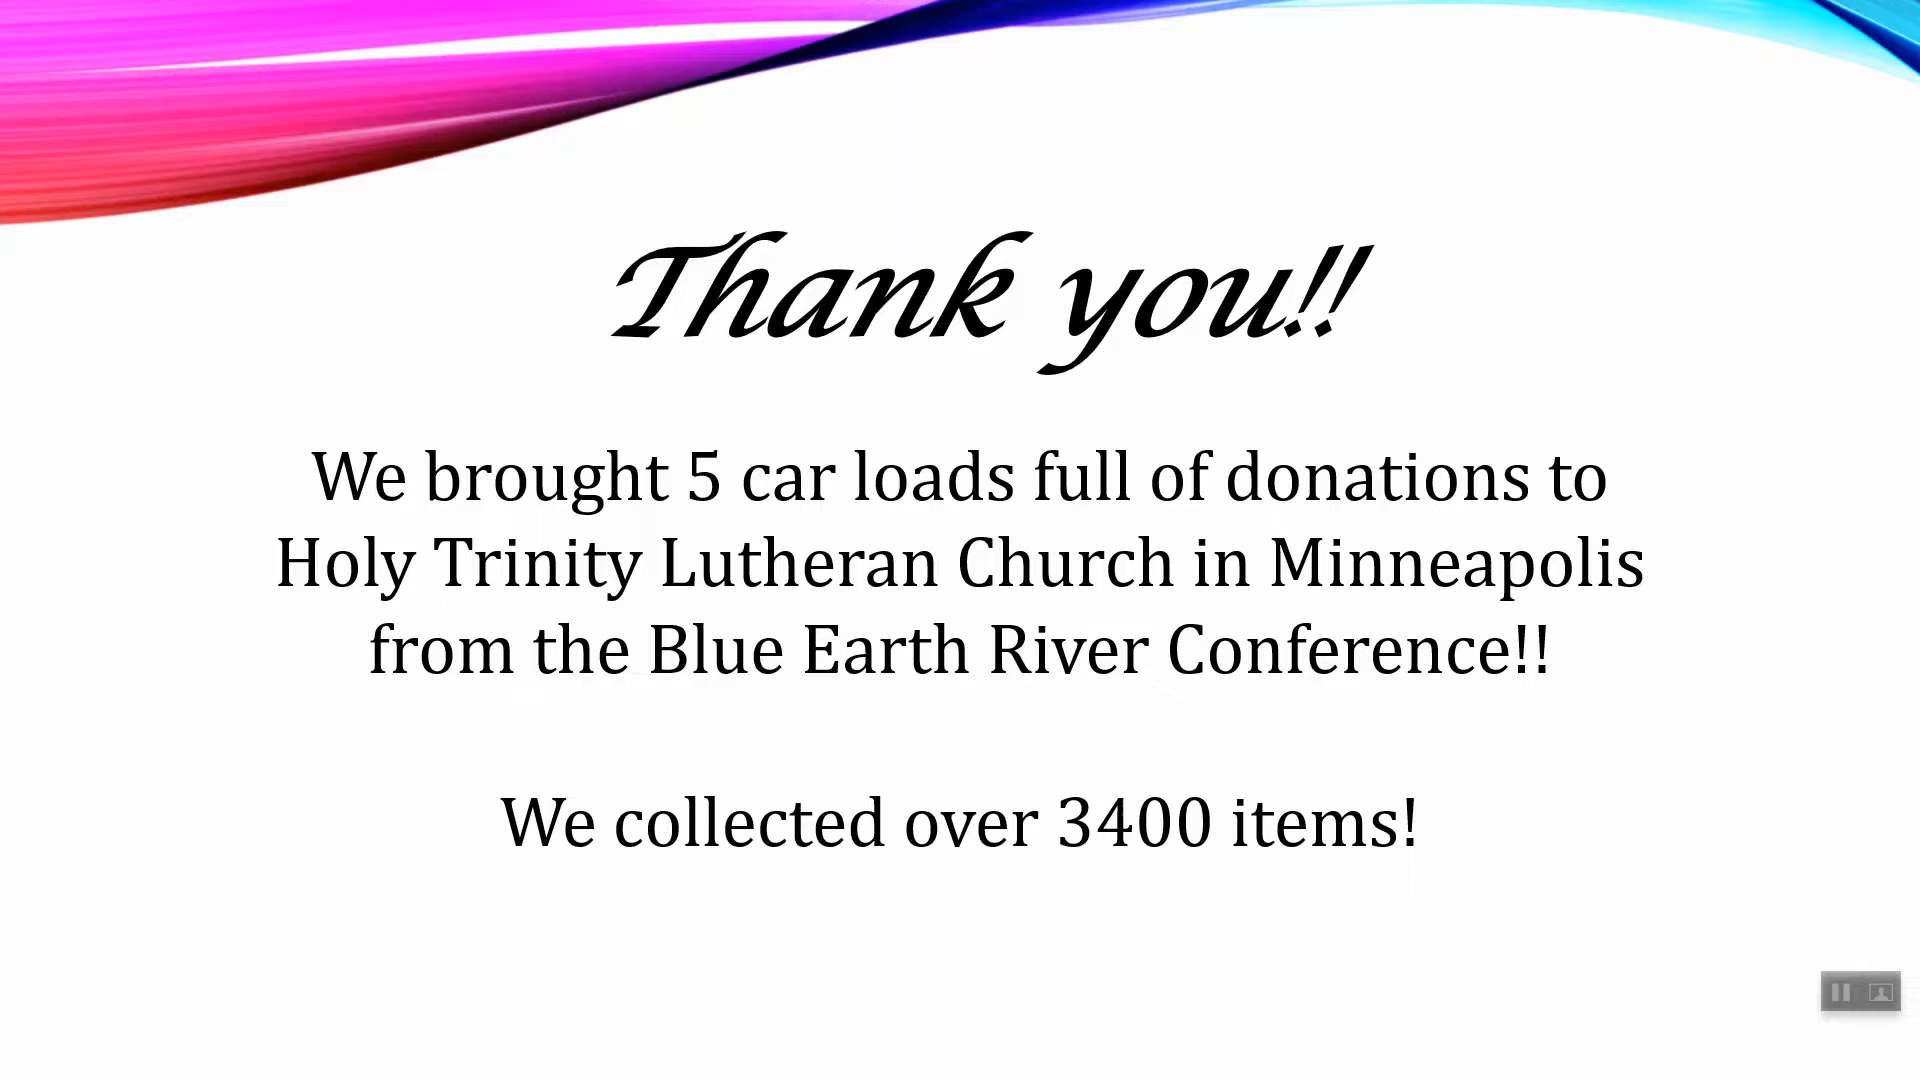 Thank you!!
We brought 5 car loads full of donations to
Holy Trinity Lutheran Church in Minneapolis
from the Blue Earth River Conference!!
We collected over 3400 items!